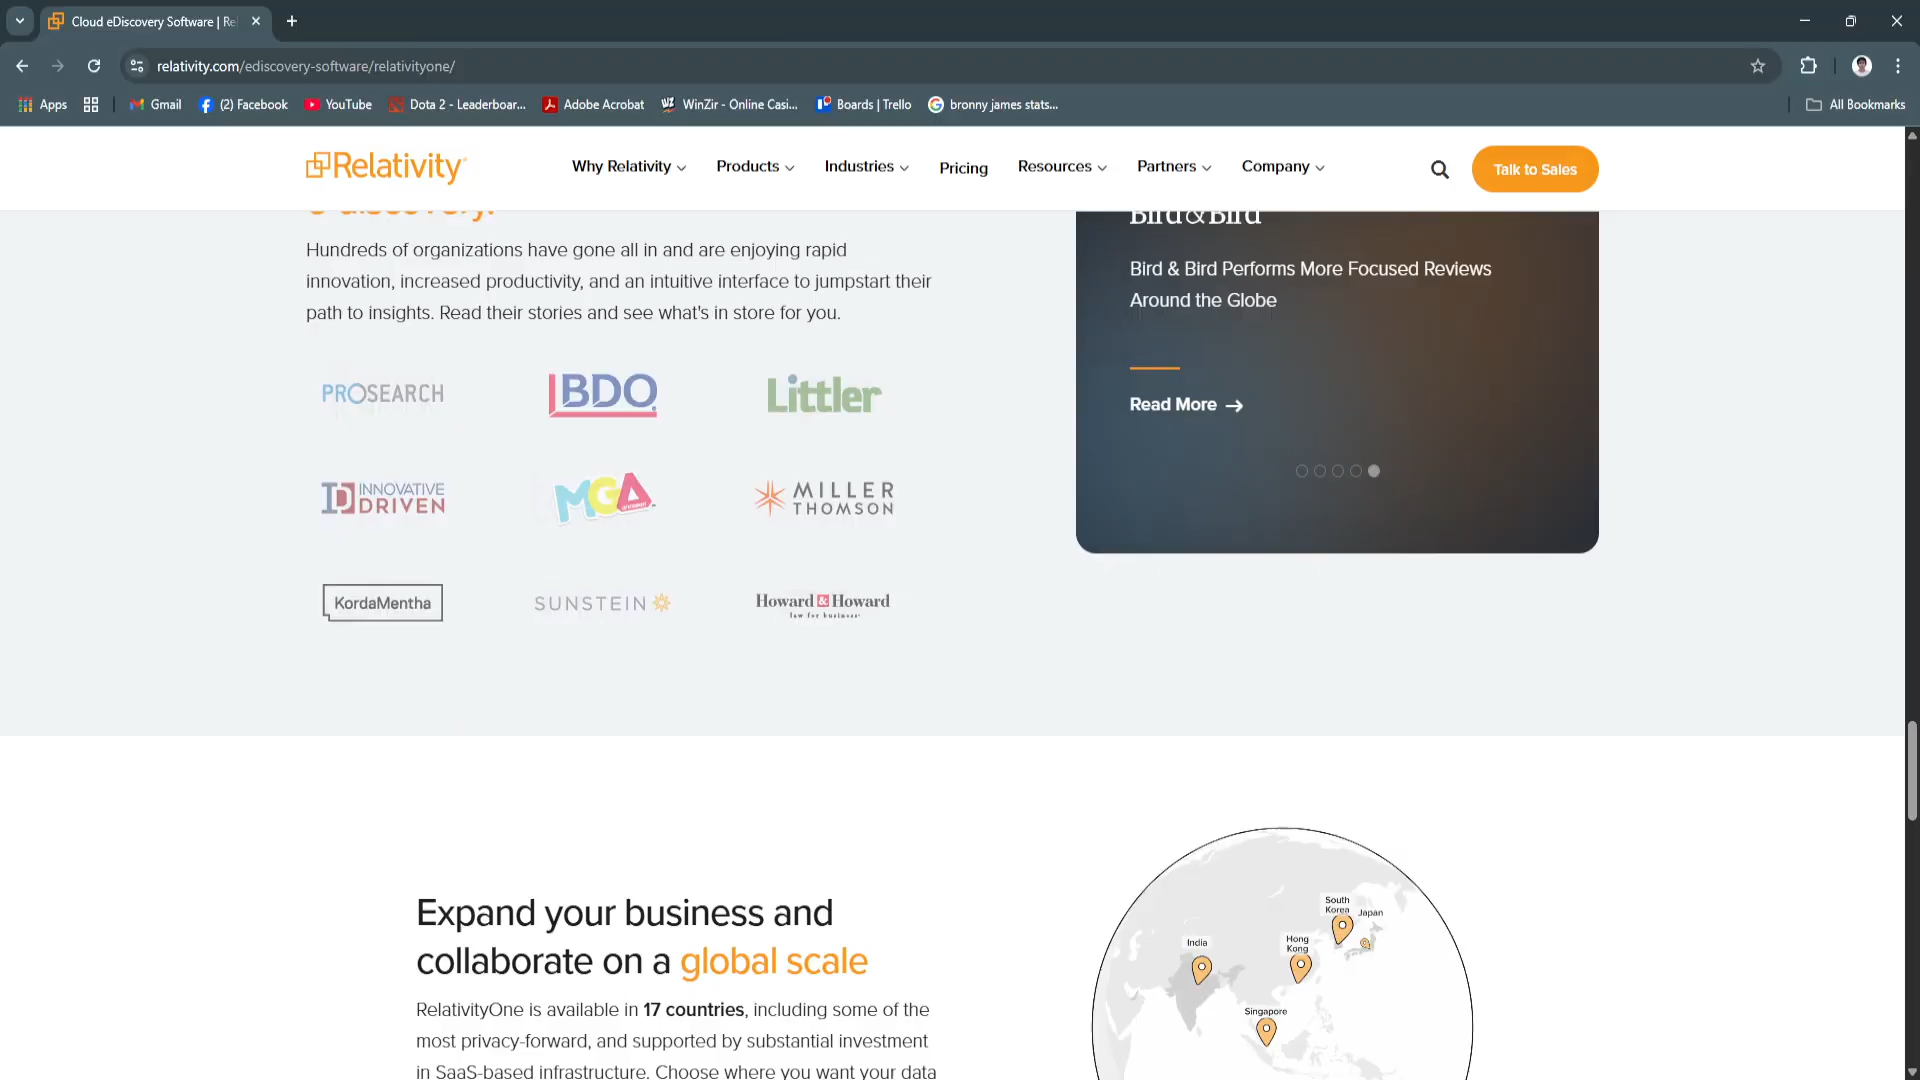 Cloud eDiscovery Software | Re
relativity.com/ediscovery-software/relativityone/
Apps
Gmail
(2) Facebook
YouTube
Dota 2 - Leaderboar...
Adobe Acrobat
WinZir - Online Casi...
Boards | Trello
bronny james stats...
All Bookmarks
Relativity
Why Relativity
Products
Industries
Pricing
Resources
Partners
Company
Talk to Sales
e-discovery.
Hundreds of organizations have gone all in and are enjoying rapid
innovation, increased productivity, and an intuitive interface to jumpstart their
path to insights. Read their stories and see what's in store for you.
PROSEARCH
BDO
Littler
ID INNOVATIVE
DRIVEN
MGA
MILLER
THOMSON
KordaMentha
SUNSTEIN
Howard & Howard
law for business
Bird&Bird
Bird & Bird Performs More Focused Reviews
Around the Globe
Read More
Expand your business and
collaborate on a global scale
RelativityOne is available in 17 countries, including some of the
most privacy-forward, and supported by substantial investment
in SaaS-based infrastructure. Choose where you want your data
South
Korea
Japan
India
Hong
Kong
Singapore